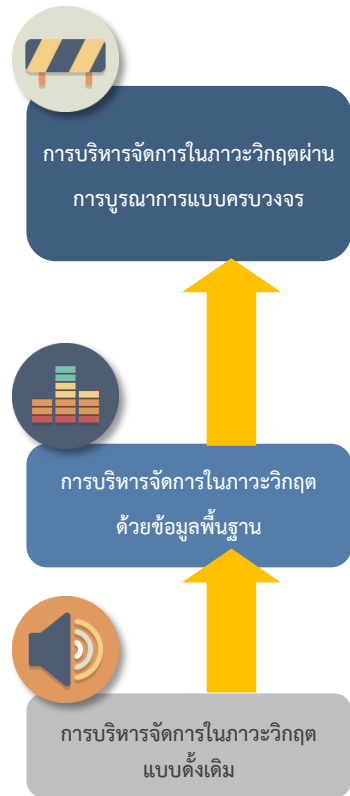 การบริหารจัดการในภาวะวิกฤตผ่าน
การบูรณาการแบบครบวงจร
การบริหารจัดการในภาวะวิกฤต
ด้วยข้อมูลพื้นฐาน
การบริหารจัดการในภาวะวิกฤต
แบบดั้งเดิม